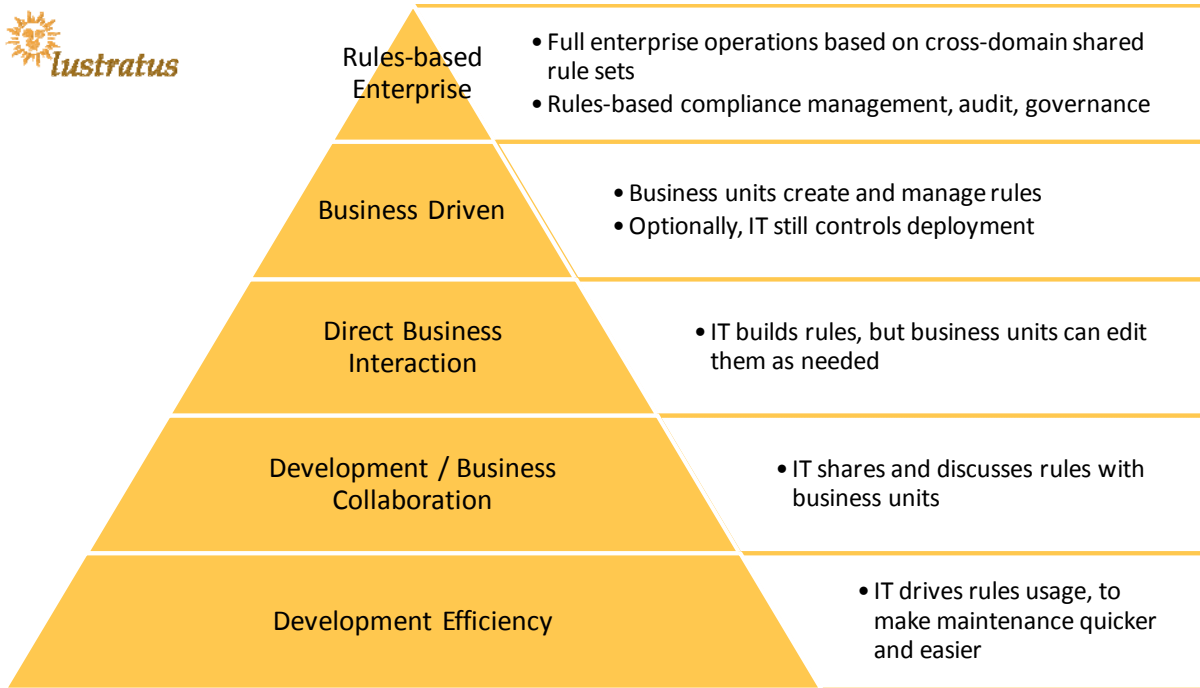 lustratus
Rules-based
Enterprise
• Full enterprise operations based on cross-domain shared
rule sets
• Rules-based compliance management, audit, governance
Business Driven
• Business units create and manage rules
• Optionally, IT still controls deployment
Direct Business
Interaction
• IT builds rules, but business units can edit
them as needed
Development / Business
Collaboration
• IT shares and discusses rules with
business units
Development Efficiency
• IT drives rules usage, to
make maintenance quicker
and easier